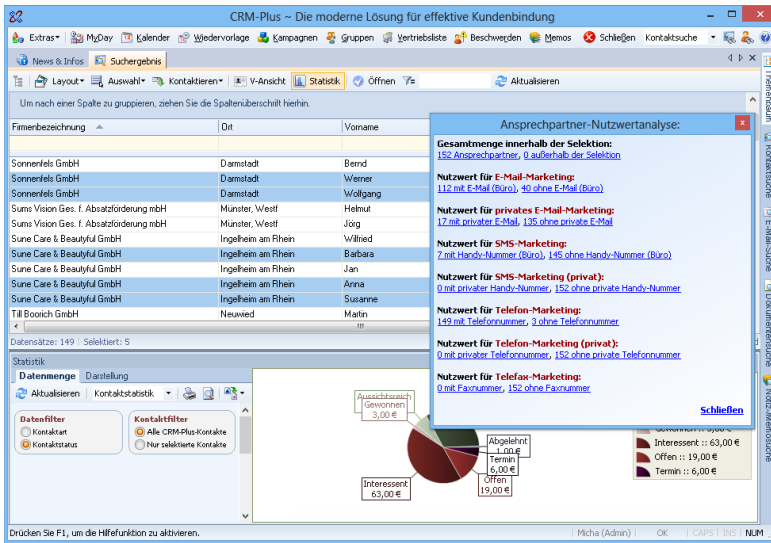 CRM-Plus ~ Die moderne Lösung für effektive Kundenbindung
Extras MyDay Kalender Wiedervorlage Kampagnen Gruppen Vertriebsliste Beschwerden Memos Schließen Kontaktsuche
News & Infos Suchergebnis
Layout Auswahl Kontaktieren V-Ansicht Statistik Öffnen Aktualisieren
Um nach einer Spalte zu gruppieren, ziehen Sie die Spaltenüberschrift hierhin.
Firmenbezeichnung Ort Vorname
Sonnenfels GmbH Darmstadt Bernd
Sonnenfels GmbH Darmstadt Werner
Sonnenfels GmbH Darmstadt Wolfgang
Sums Vision Ges. f. Absatzförderung mbH Münster, Westf Helmut
Sums Vision Ges. f. Absatzförderung mbH Münster, Westf Jörg
Sune Care & Beautyful GmbH Ingelheim am Rhein Wilfried
Sune Care & Beautyful GmbH Ingelheim am Rhein Barbara
Sune Care & Beautyful GmbH Ingelheim am Rhein Jan
Sune Care & Beautyful GmbH Ingelheim am Rhein Anna
Sune Care & Beautyful GmbH Ingelheim am Rhein Susanne
Till Boorich GmbH Neuwied Martin
Datensätze: 149 Selektiert: 5
Ansprechpartner-Nutzwertanalyse:
Gesamtmenge innerhalb der Selektion:
152 Ansprechpartner, 0 außerhalb der Selektion
Nutzwert für E-Mail-Marketing:
112 mit E-Mail (Büro), 40 ohne E-Mail (Büro)
Nutzwert für privates E-Mail-Marketing:
17 mit privater E-Mail, 135 ohne private E-Mail
Nutzwert für SMS-Marketing:
7 mit Handy-Nummer (Büro), 145 ohne Handy-Nummer (Büro)
Nutzwert für SMS-Marketing (privat):
0 mit privater Handy-Nummer, 152 ohne private Handy-Nummer
Nutzwert für Telefon-Marketing:
149 mit Telefonnummer, 3 ohne Telefonnummer
Nutzwert für Telefon-Marketing (privat):
0 mit privater Telefonnummer, 152 ohne private Telefonnummer
Nutzwert für Telefax-Marketing:
0 mit Faxnummer, 152 ohne Faxnummer
Schließen
Themenbaum
Kontaktsuche
E-Mail-Suche
Dokumentensuche
Notiz-/Memosuche
Statistik
Datenmenge Darstellung
Aktualisieren Kontaktstatistik
Datenfilter
Kontaktart
Kontaktstatus
Kontaktfilter
Alle CRM-Plus-Kontakte
Nur selektierte Kontakte
Aussichtsreich
Gewonnen
3,00 €
Abgelehnt
1,00 €
Termin
6,00 €
Offen
19,00 €
Interessent
63,00 €
Interessent :: 63,00 €
Offen :: 19,00 €
Termin :: 6,00 €
Drücken Sie F1, um die Hilfefunktion zu aktivieren.
Micha (Admin) OK CAPS INS NUM